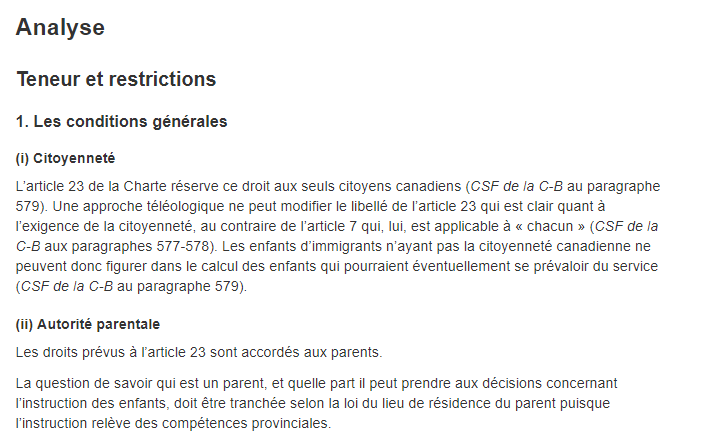 Analyse
Teneur et restrictions
1. Les conditions générales
(i) Citoyenneté
L’article 23 de la Charte réserve ce droit aux seuls citoyens canadiens (CSF de la C-B au paragraphe
579). Une approche téléologique ne peut modifier le libellé de l’article 23 qui est clair quant à
l’exigence de la citoyenneté, au contraire de l’article 7 qui, lui, est applicable à « chacun » (CSF de la
C-B aux paragraphes 577-578). Les enfants d’immigrants n’ayant pas la citoyenneté canadienne ne
peuvent donc figurer dans le calcul des enfants qui pourraient éventuellement se prévaloir du service
(CSF de la C-B au paragraphe 579).
(ii) Autorité parentale
Les droits prévus à l’article 23 sont accordés aux parents.
La question de savoir qui est un parent, et quelle part il peut prendre aux décisions concernant
l’instruction des enfants, doit être tranchée selon la loi du lieu de résidence du parent puisque
l’instruction relève des compétences provinciales.